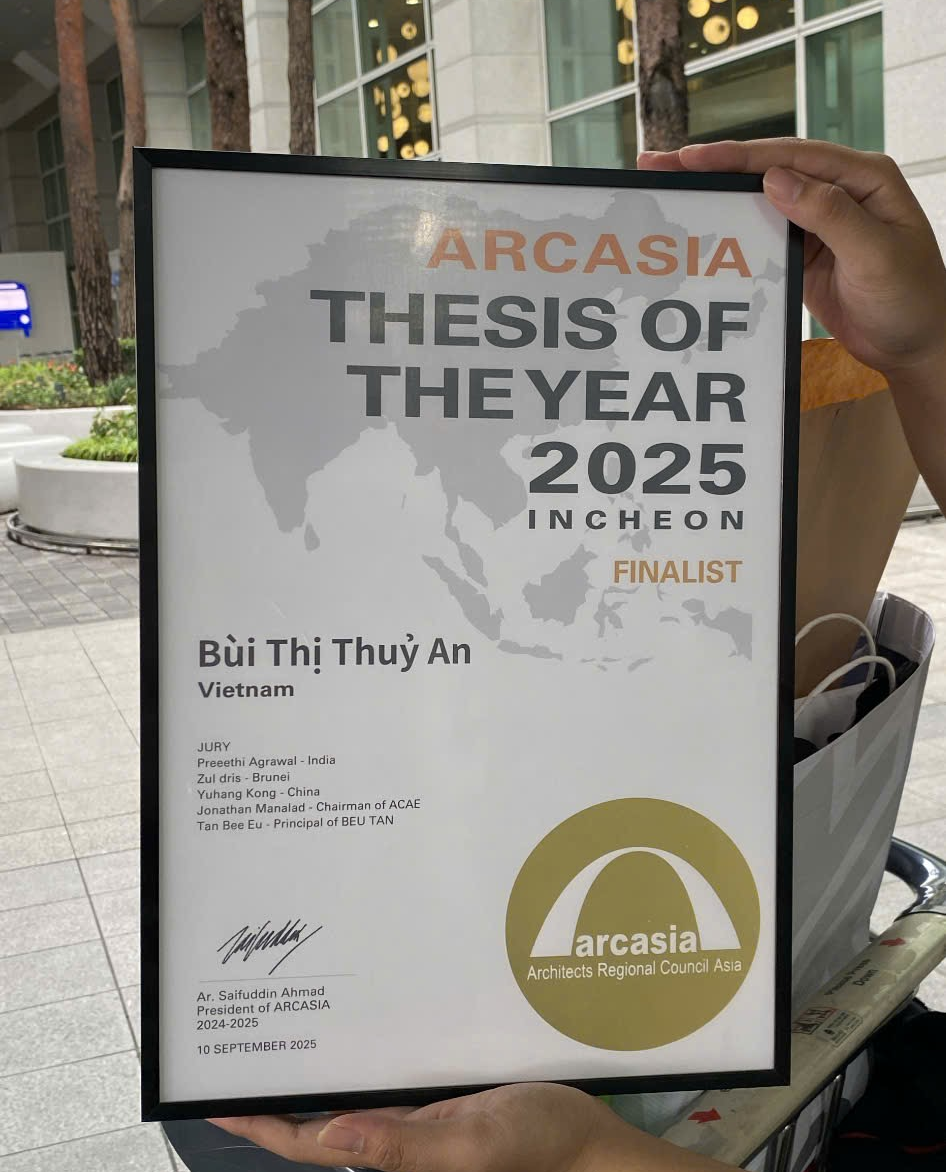 ARCASIA
THESIS OF
THE YEAR
2025
INCHEON
FINALIST
Bùi Thị Thuỷ An
Vietnam
JURY
Preeethi Agrawal - India
Zul dris - Brunei
Yuhang Kong - China
Jonathan Manalad - Chairman of ACAE
Tan Bee Eu - Principal of BEU TAN
Ar. Saifuddin Ahmad
President of ARCASIA
2024-2025
10 SEPTEMBER 2025
arcasia
Architects Regional Council Asia
Down